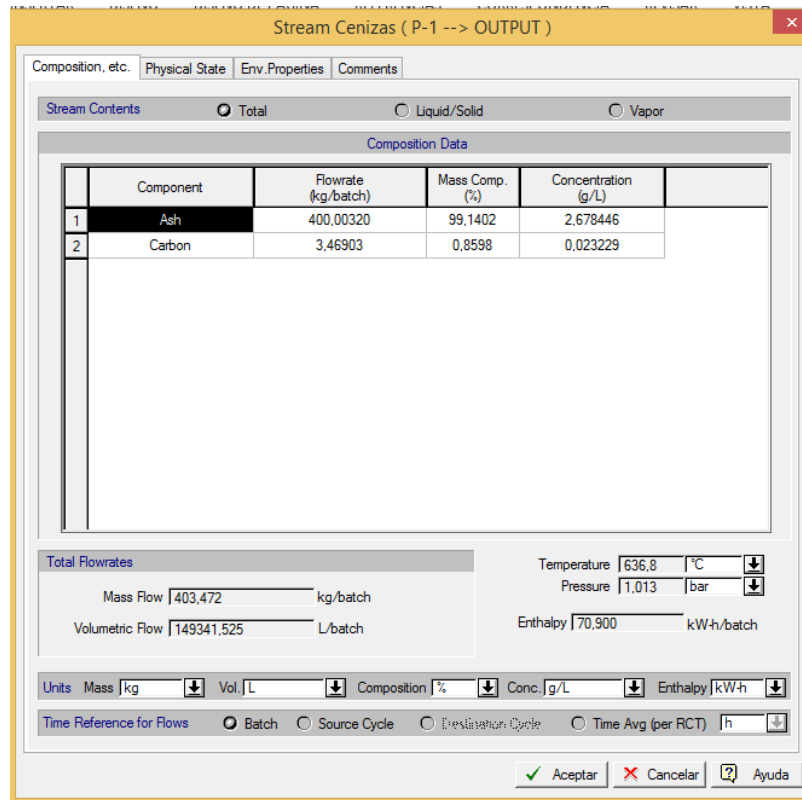 Stream Cenizas ( P-1 --> OUTPUT )
Composition, etc. Physical State Env.Properties Comments
Stream Contents Total Liquid/Solid Vapor
Composition Data
Component Flowrate (kg/batch) Mass Comp. (%) Concentration (g/L)
1 Ash 400,00320 99,1402 2,678446
2 Carbon 3,46903 0,8598 0,023229
Total Flowrates
Temperature 636,8 °C
Pressure 1,013 bar
Mass Flow 403,472 kg/batch
Volumetric Flow 149341,525 L/batch
Enthalpy 70,900 kW-h/batch
Units Mass kg Vol. L Composition % Conc. g/L Enthalpy kW-h
Time Reference for Flows Batch Source Cycle Destination Cycle Time Avg (per RCT) h
Aceptar Cancelar Ayuda